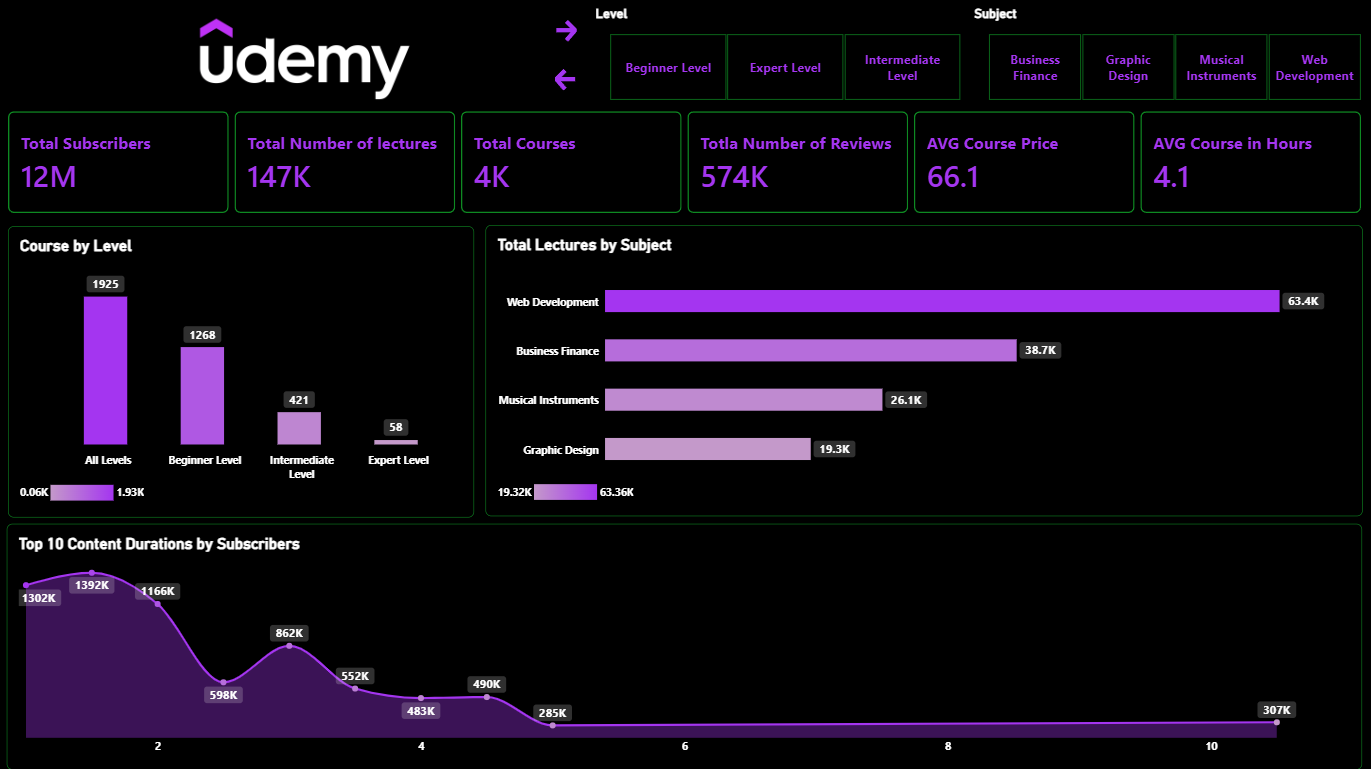 udemy
Level
Subject
Beginner Level
Expert Level
Intermediate
Level
Business
Finance
Graphic
Design
Musical
Instruments
Web
Development
Total Subscribers
12M
Total Number of lectures
147K
Total Courses
4K
Totla Number of Reviews
574K
AVG Course Price
66.1
AVG Course in Hours
4.1
Course by Level
1925
1268
421
58
All Levels
Beginner Level
Intermediate
Level
Expert Level
0.06K
1.93K
Total Lectures by Subject
Web Development 63.4K
Business Finance 38.7K
Musical Instruments 26.1K
Graphic Design 19.3K
19.32K
63.36K
Top 10 Content Durations by Subscribers
1302K
1392K
1166K
598K
862K
552K
483K
490K
285K
307K
2 4 6 8 10